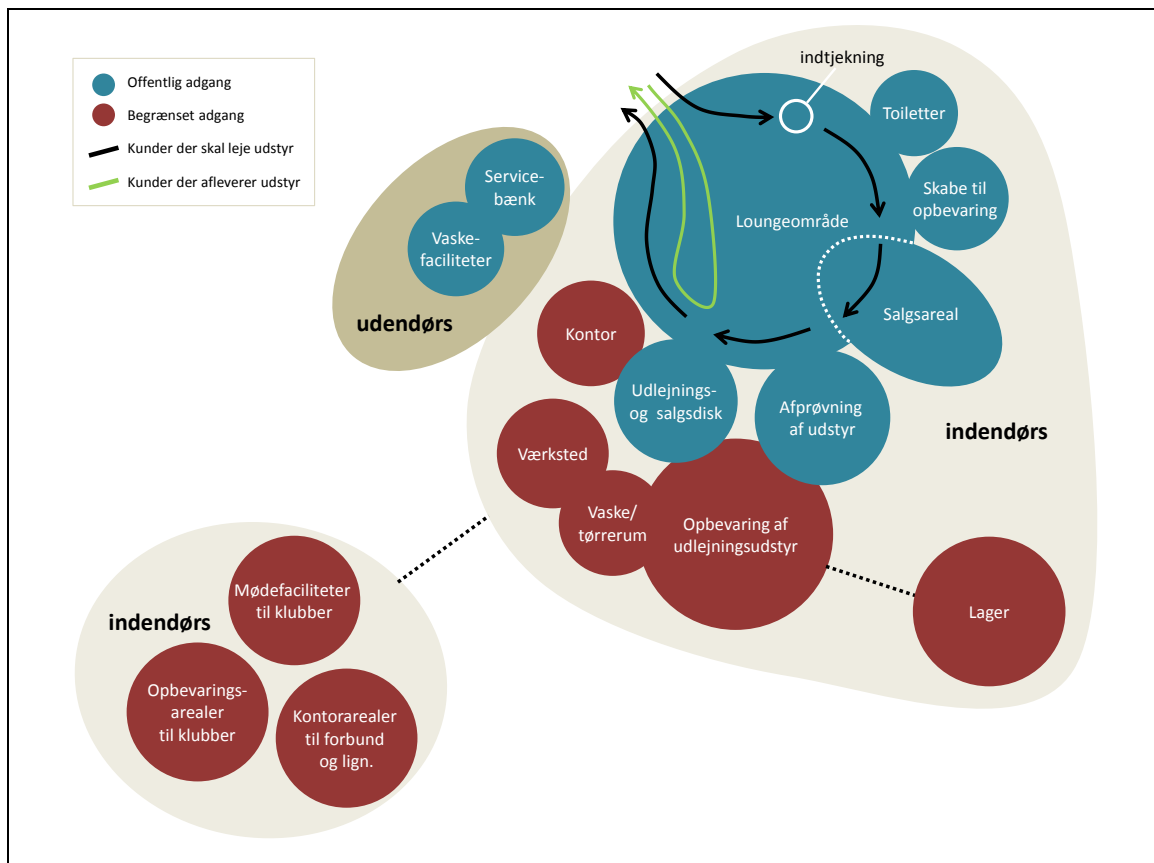 Offentlig adgang
Begrænset adgang
Kunder der skal leje udstyr
Kunder der afleverer udstyr
indtjekning
Toiletter
Skabe til
opbevaring
Loungeområde
Salgsareal
Service-
bænk
Vaske-
faciliteter
udendørs
Kontor
Udlejnings-
og salgsdisk
Afprøvning
af udstyr
indendørs
Værksted
Vaske/
tørrerum
Opbevaring af
udlejningsudstyr
Lager
Mødefaciliteter
til klubber
indendørs
Opbevarings-
arealer
til klubber
Kontorarealer
til forbund
og lign.